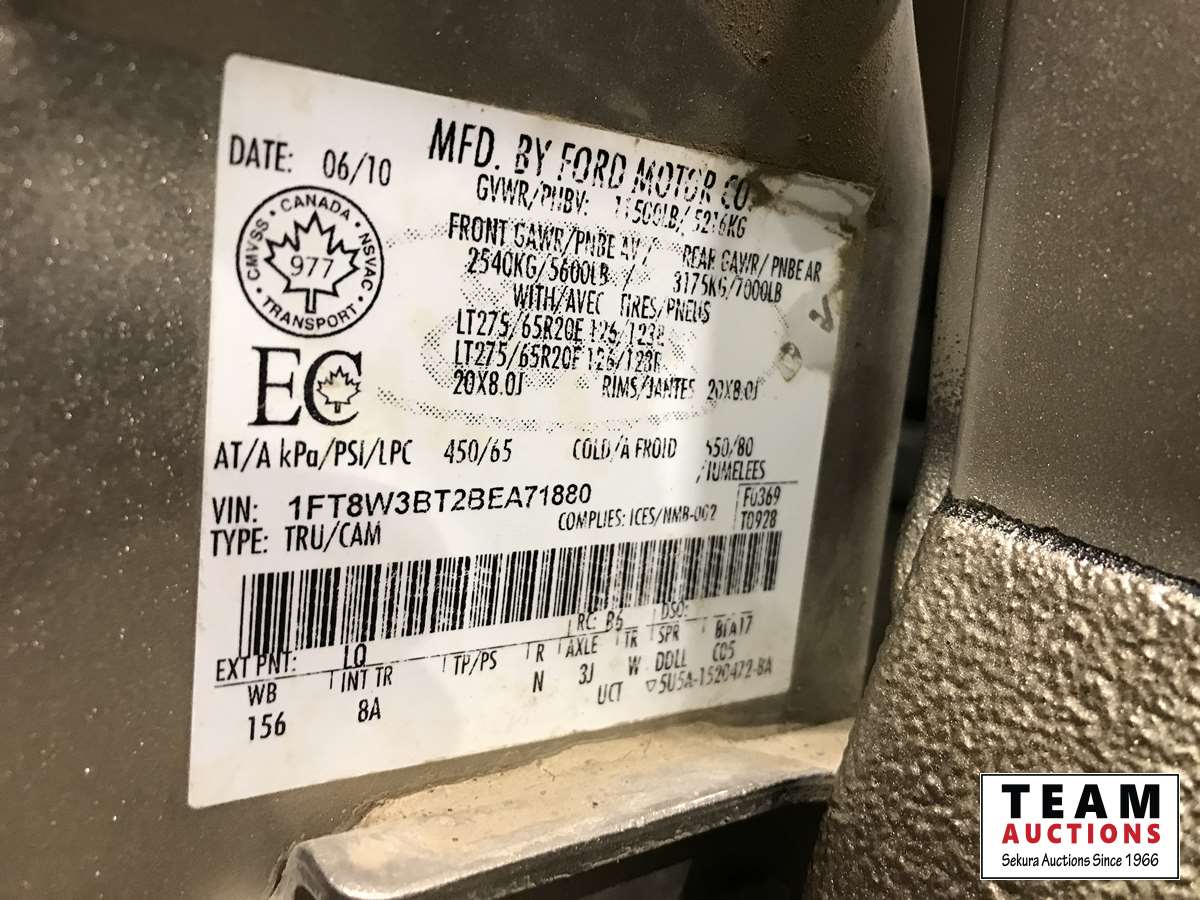 DATE: 06/10
MFD. BY FORD MOTOR CO.
GVWR/PNBV: 11500LB/ 5216KG
FRONT GAWR/PNBE AV/ REAR GAWR/ PNBE AR
2540KG/5600LB / 3175KG/7000LB
WITH/AVEC TIRES/PNEUS
LT275/65R20E 126/123R
LT275/65R20E 126/123R
20X8.0J RIMS/JANTES 20X8.0J
CMVSS CANADA NSVAC
977
TRANSPORT
EC
AT/A kPa/PSI/LPC 450/65 COLD/A FROID 550/80
/JUMELEES
VIN: 1FT8W3BT2BEA71880
F0369
TYPE: TRU/CAM COMPLIES: ICES/NMB-002 T0928
RC: B6 DSO:
EXT PNT: LQ TP/PS R AXLE TR SPR
WB INT TR N 3J W DDLL C05
156 8A UCT ▽5U5A-1520472-BA
TEAM
AUCTIONS
Sekura Auctions Since 1966